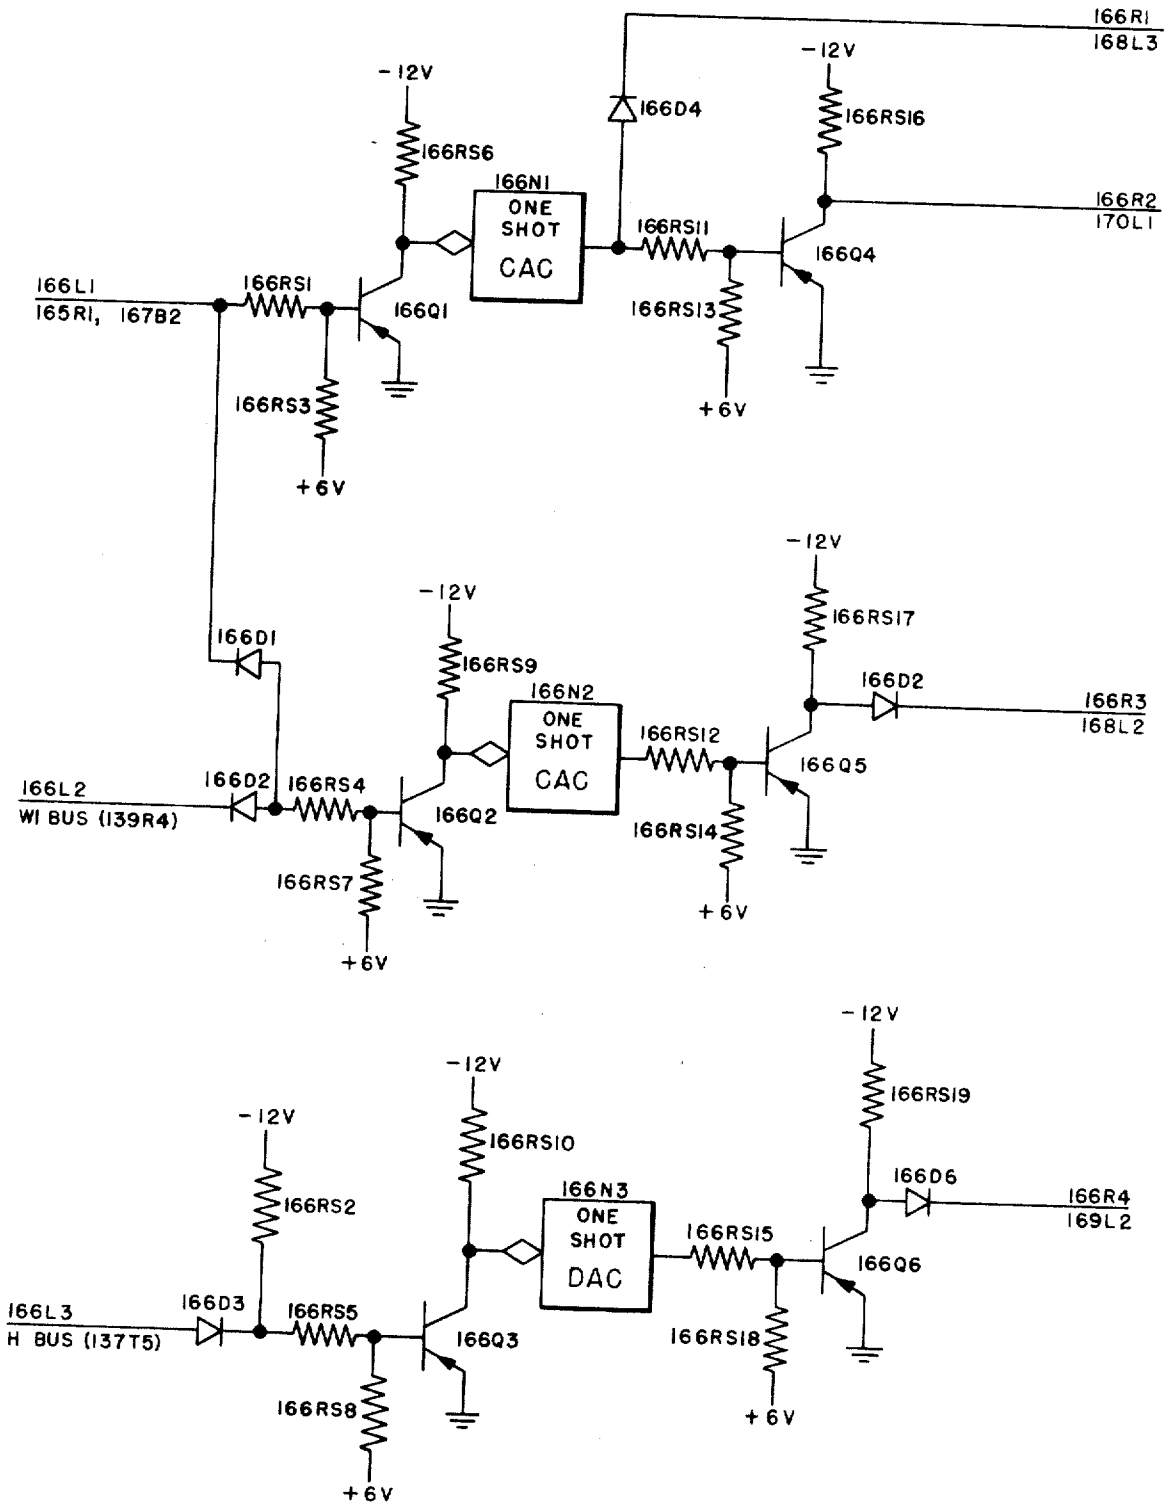 166R1
168L3
-12V
166D4
166RS16
-12V
166RS6
166N1
ONE
SHOT
CAC
166R2
170L1
166RS11
166Q4
166L1
165R1, 167B2
166RS1
166Q1
166RS13
+6V
166RS3
+6V
-12V
166RS17
-12V
166D1
166RS9
166N2
ONE
SHOT
CAC
166D2
166R3
168L2
166RS12
166Q5
166L2
WI BUS (139R4)
166D2
166RS4
166Q2
166RS14
+6V
166RS7
+6V
-12V
166RS19
-12V
166RS10
-12V
166RS2
166N3
ONE
SHOT
DAC
166D6
166R4
169L2
166RS15
166Q6
166L3
H BUS (137T5)
166D3
166RS5
166Q3
166RS18
+6V
166RS8
+6V